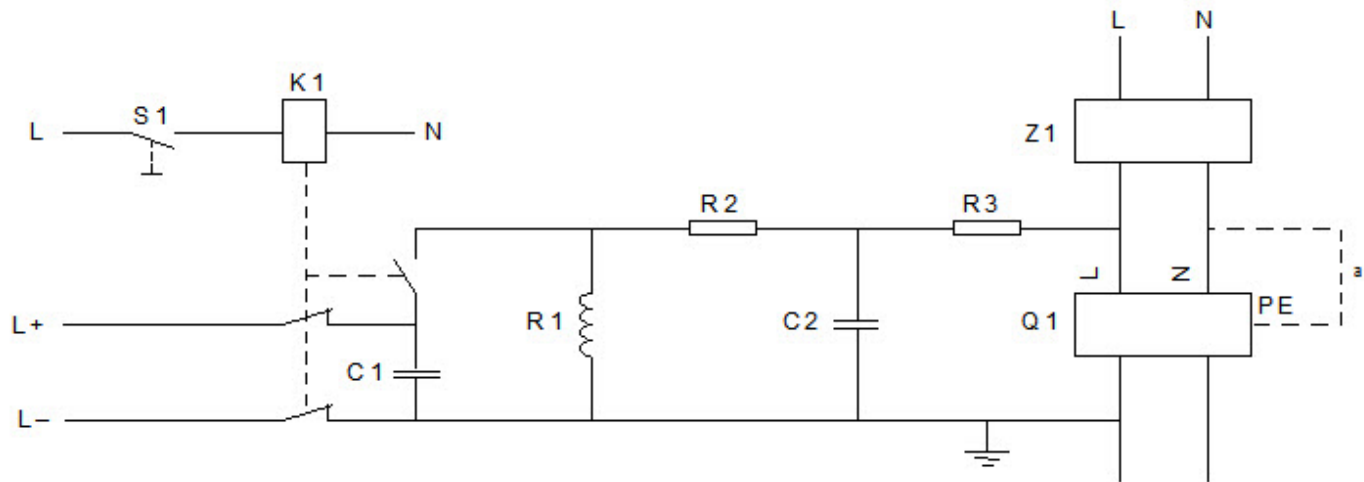 L N
K1
S1
L N
Z1
R2 R3
L N
a
L+ R1 C2 Q1 PE
C1
L–